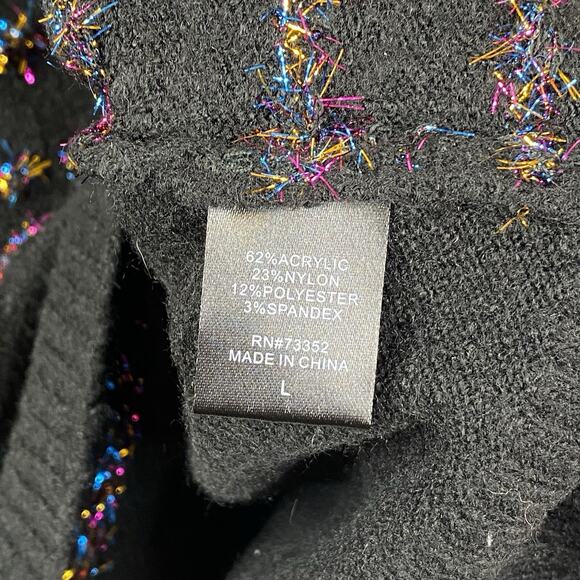 62%ACRYLIC
23%NYLON
12%POLYESTER
3%SPANDEX
RN#73352
MADE IN CHINA
L